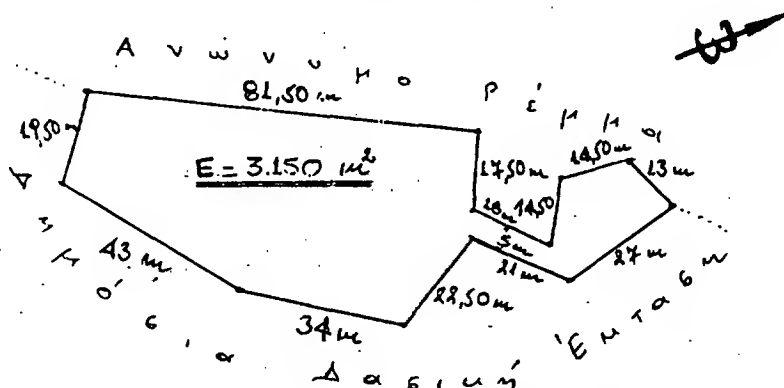 Ανώνυμο Ρέμμα
81,50 m
19,50 m
E = 3.150 m²
17,50 m
14,50 m
13 m
14,50
5 m
21 m
27 m
43 m
22,50 m
34 m
Δημόσια Δασική Έκταση